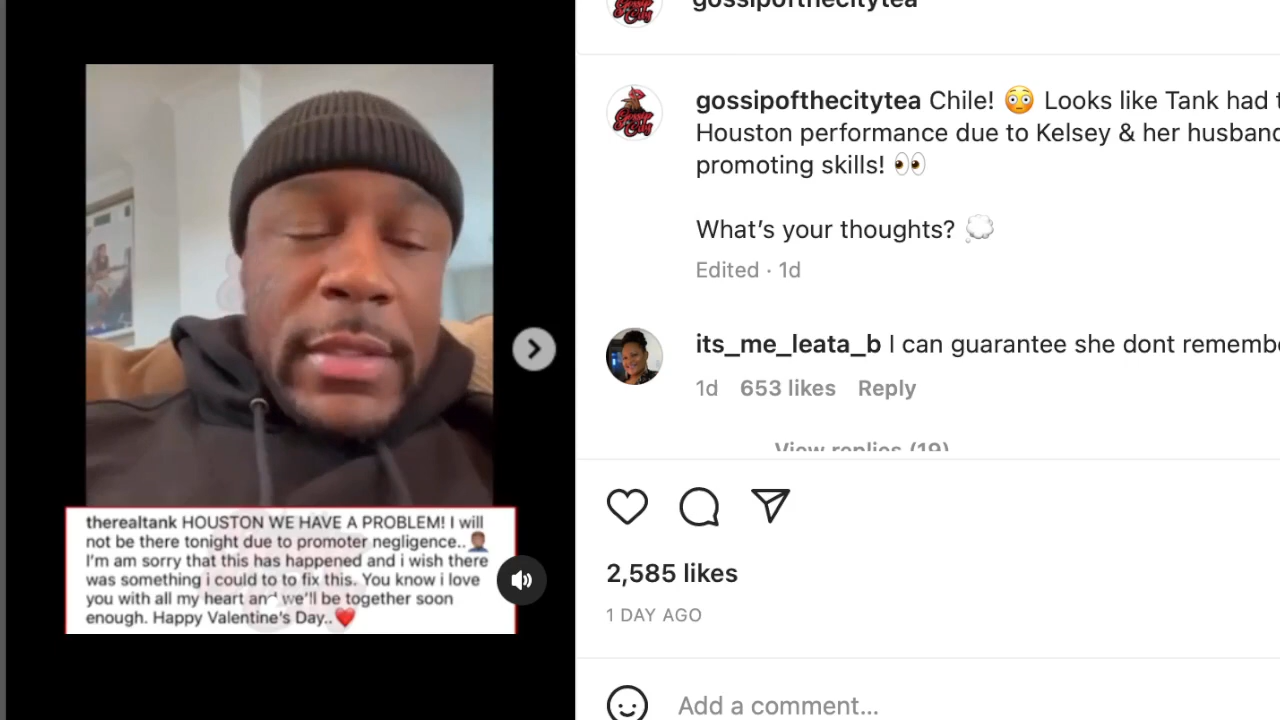 gossipofthecitytea
gossipofthecitytea Chile! 😳 Looks like Tank had
Houston performance due to Kelsey & her husband
promoting skills! 👀
What's your thoughts? 💭
Edited · 1d
its_me_leata_b I can guarantee she dont
1d 653 likes Reply
View replies (19)
2,585 likes
1 DAY AGO
Add a comment...
therealtank HOUSTON WE HAVE A PROBLEM! I will
not be there tonight due to promoter negligence.. 🤦🏾‍♂️
I'm am sorry that this has happened and i wish there
was something i could to to fix this. You know i love
you with all my heart and we'll be together soon
enough. Happy Valentine's Day.. ❤️